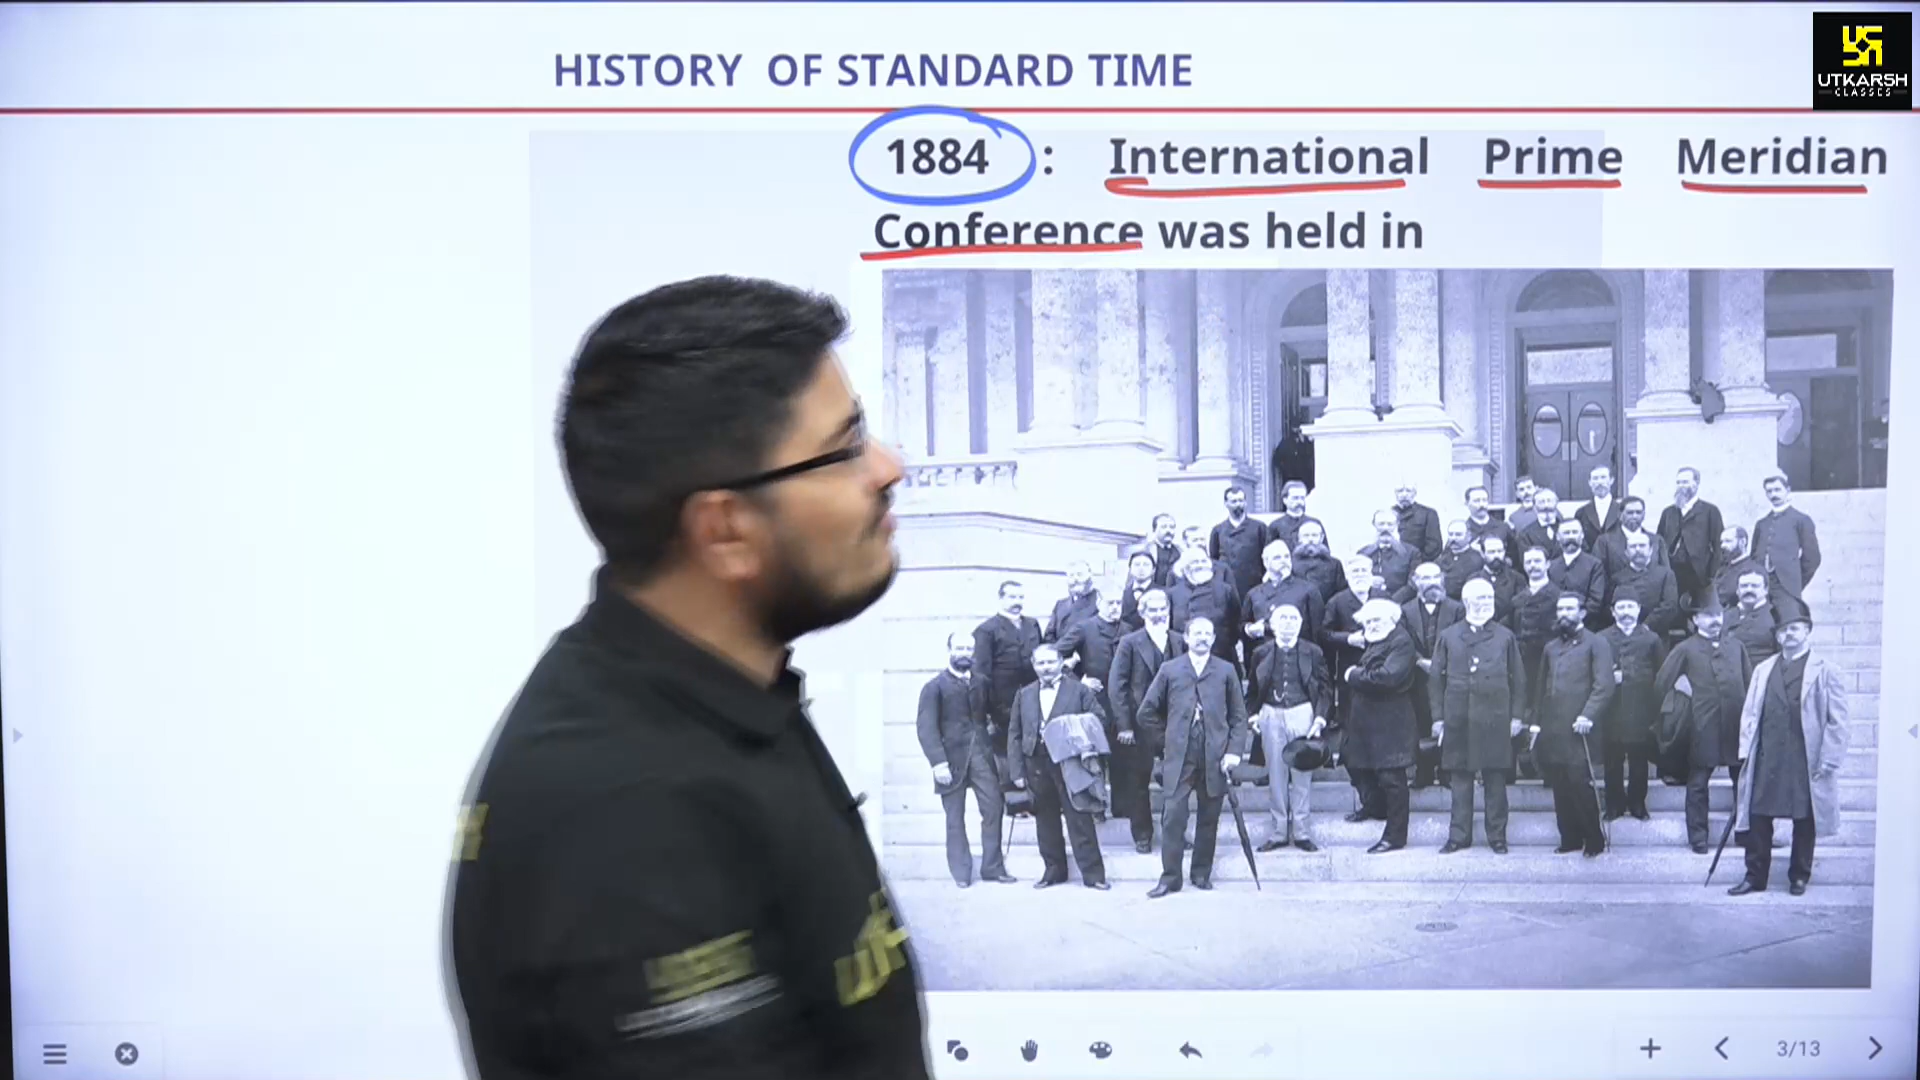 HISTORY OF STANDARD TIME
UTKARSH
CLASSES
1884 : International Prime Meridian
Conference was held in
3/13